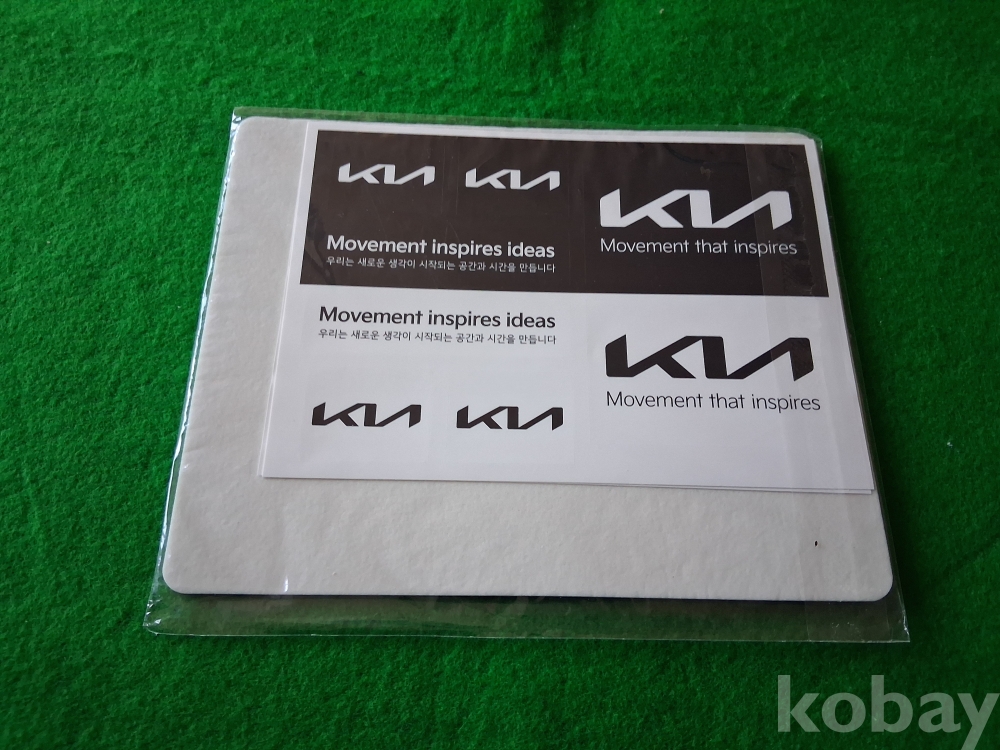 KIA KIA
KIA
Movement that inspires
Movement inspires ideas
우리는 새로운 생각이 시작되는 공간과 시간을 만듭니다
Movement inspires ideas
우리는 새로운 생각이 시작되는 공간과 시간을 만듭니다
KIA
Movement that inspires
KIA KIA
kobay